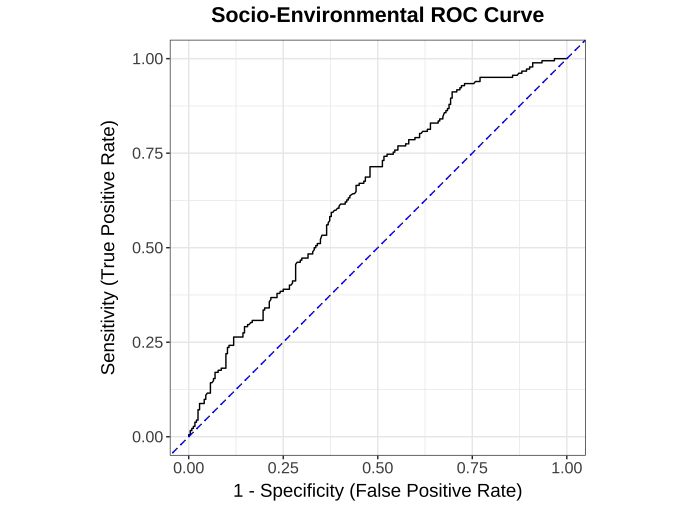 Socio-Environmental ROC Curve
Sensitivity (True Positive Rate)
1.00
0.75
0.50
0.25
0.00
0.00 0.25 0.50 0.75 1.00
1 - Specificity (False Positive Rate)